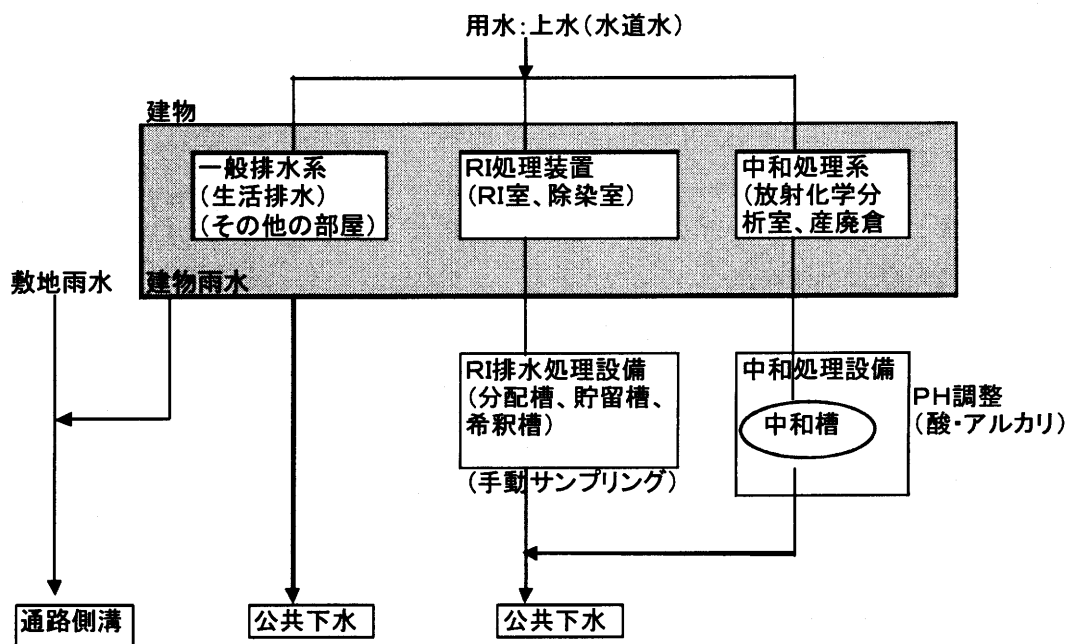 用水:上水(水道水)
建物
一般排水系
(生活排水)
(その他の部屋)
RI処理装置
(RI室、除染室)
中和処理系
(放射化学分
析室、産廃倉
敷地雨水
建物雨水
RI排水処理設備
(分配槽、貯留槽、
希釈槽)
(手動サンプリング)
中和処理設備
中和槽
PH調整
(酸・アルカリ)
通路側溝
公共下水
公共下水